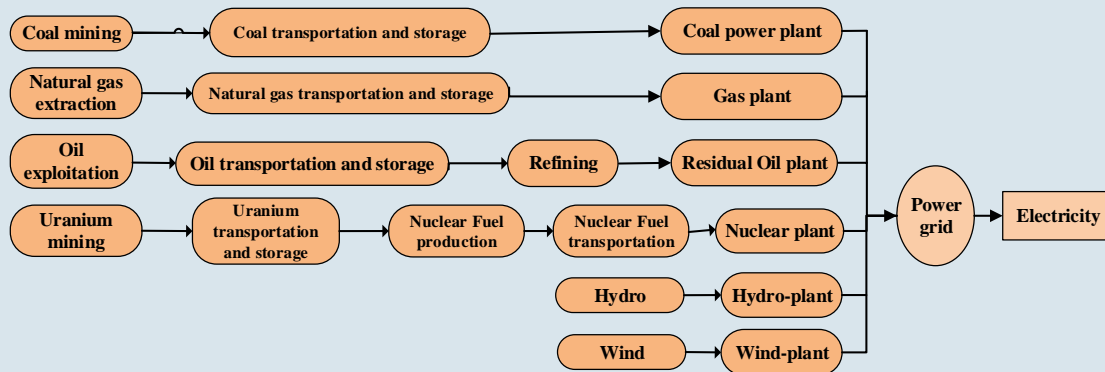 Coal mining
Coal transportation and storage
Coal power plant
Natural gas
extraction
Natural gas transportation and storage
Gas plant
Oil
exploitation
Oil transportation and storage
Refining
Residual Oil plant
Uranium
mining
Uranium
transportation
and storage
Nuclear Fuel
production
Nuclear Fuel
transportation
Nuclear plant
Hydro
Hydro-plant
Wind
Wind-plant
Power
grid
Electricity